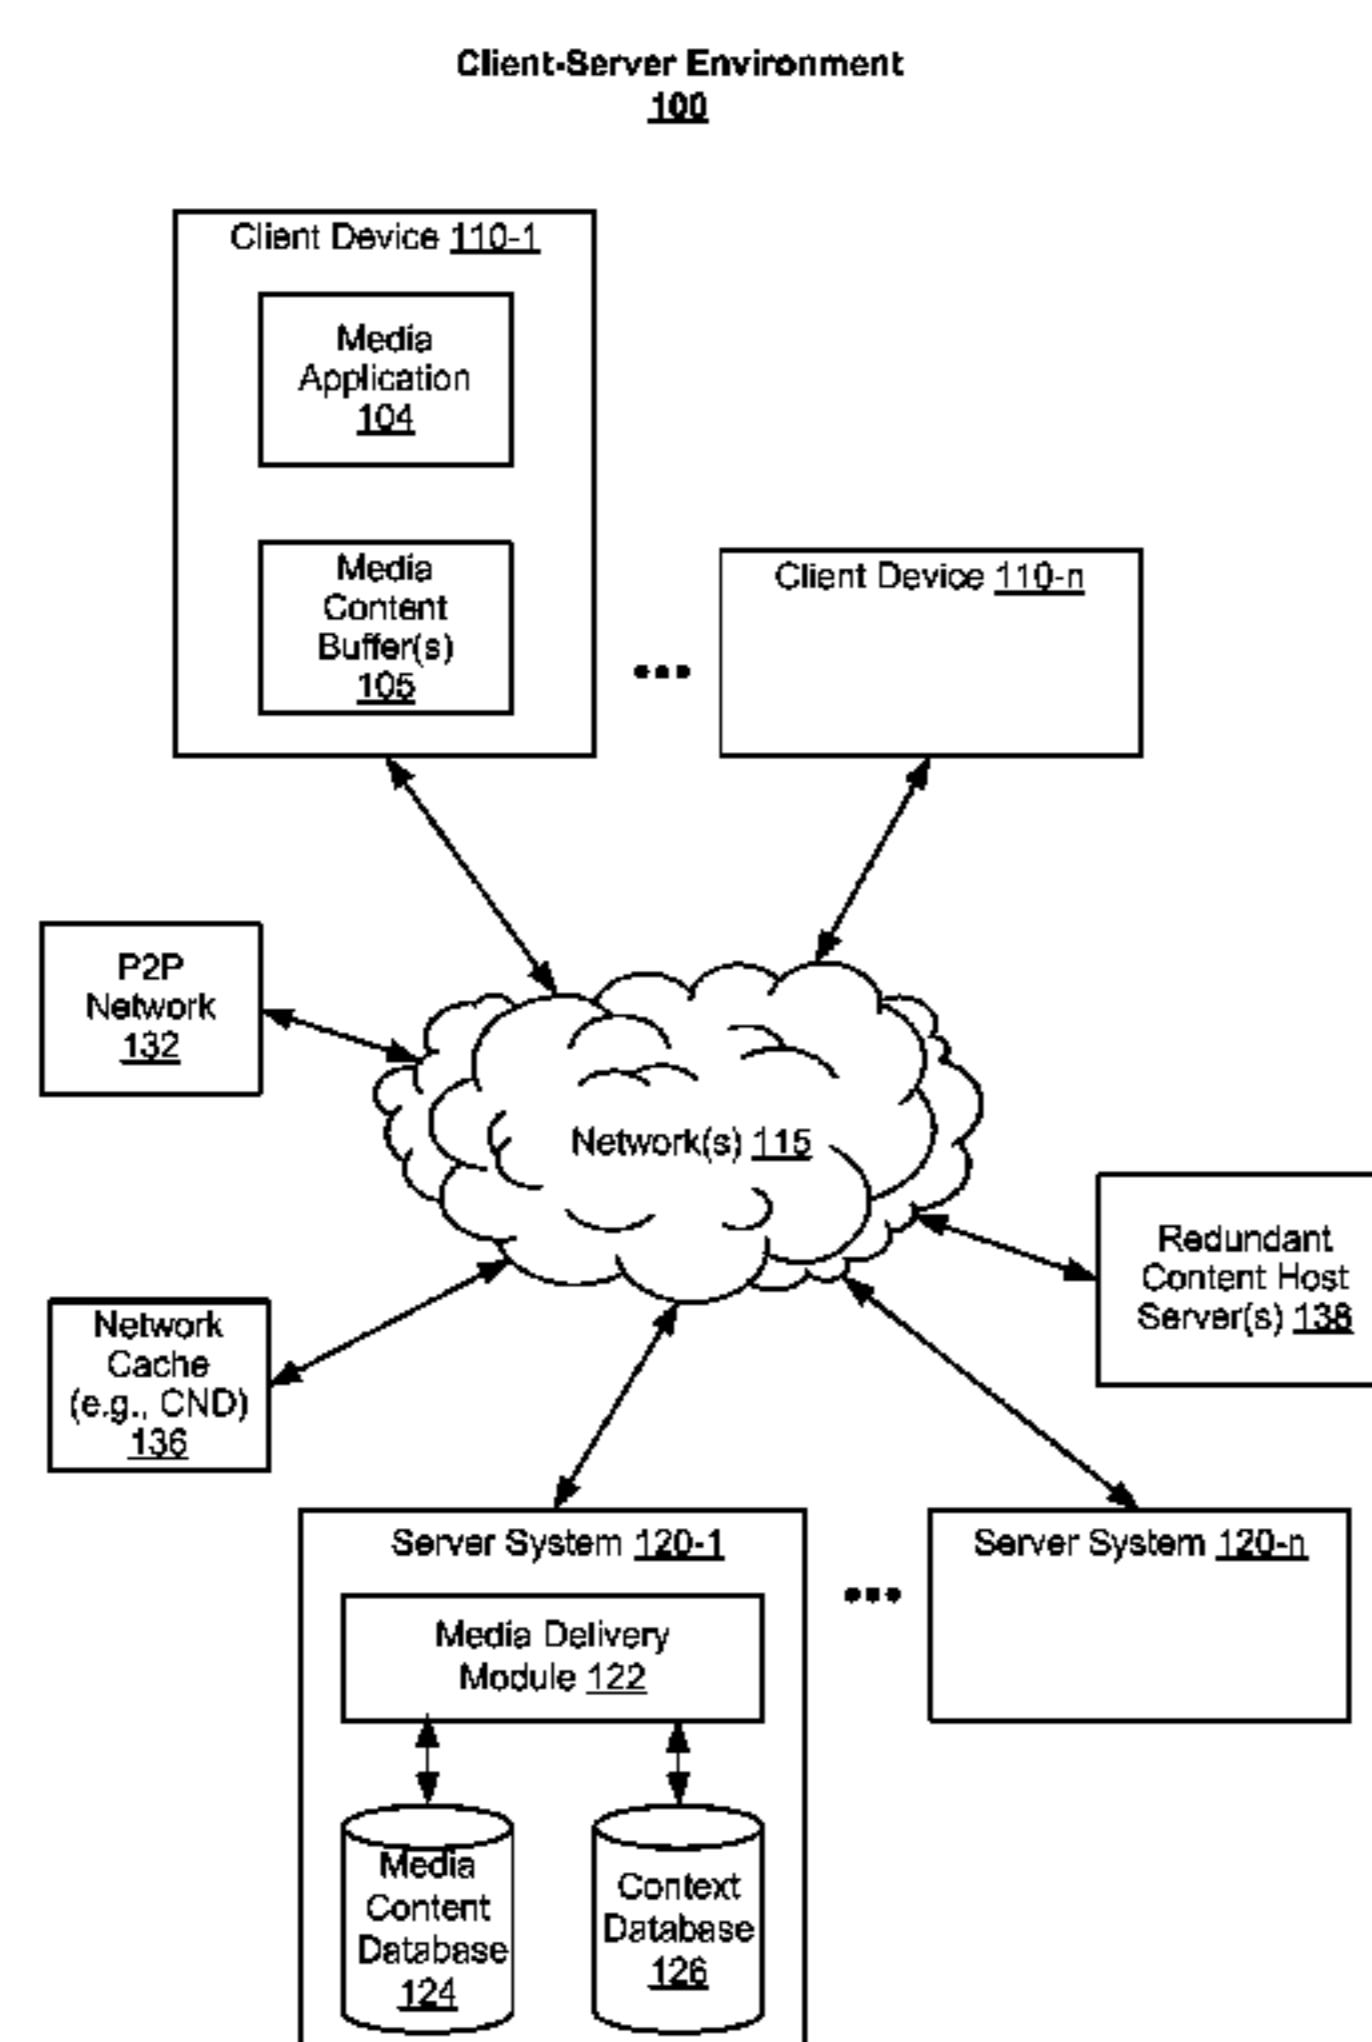 Client-Server Environment
100
Client Device 110-1
Media
Application
104
Media
Content
Buffer(s)
105
Client Device 110-n
P2P
Network
132
Network(s) 115
Redundant
Content Host
Server(s) 138
Network
Cache
(e.g., CND)
136
Server System 120-1
Media Delivery
Module 122
Media
Content
Database
124
Context
Database
126
Server System 120-n